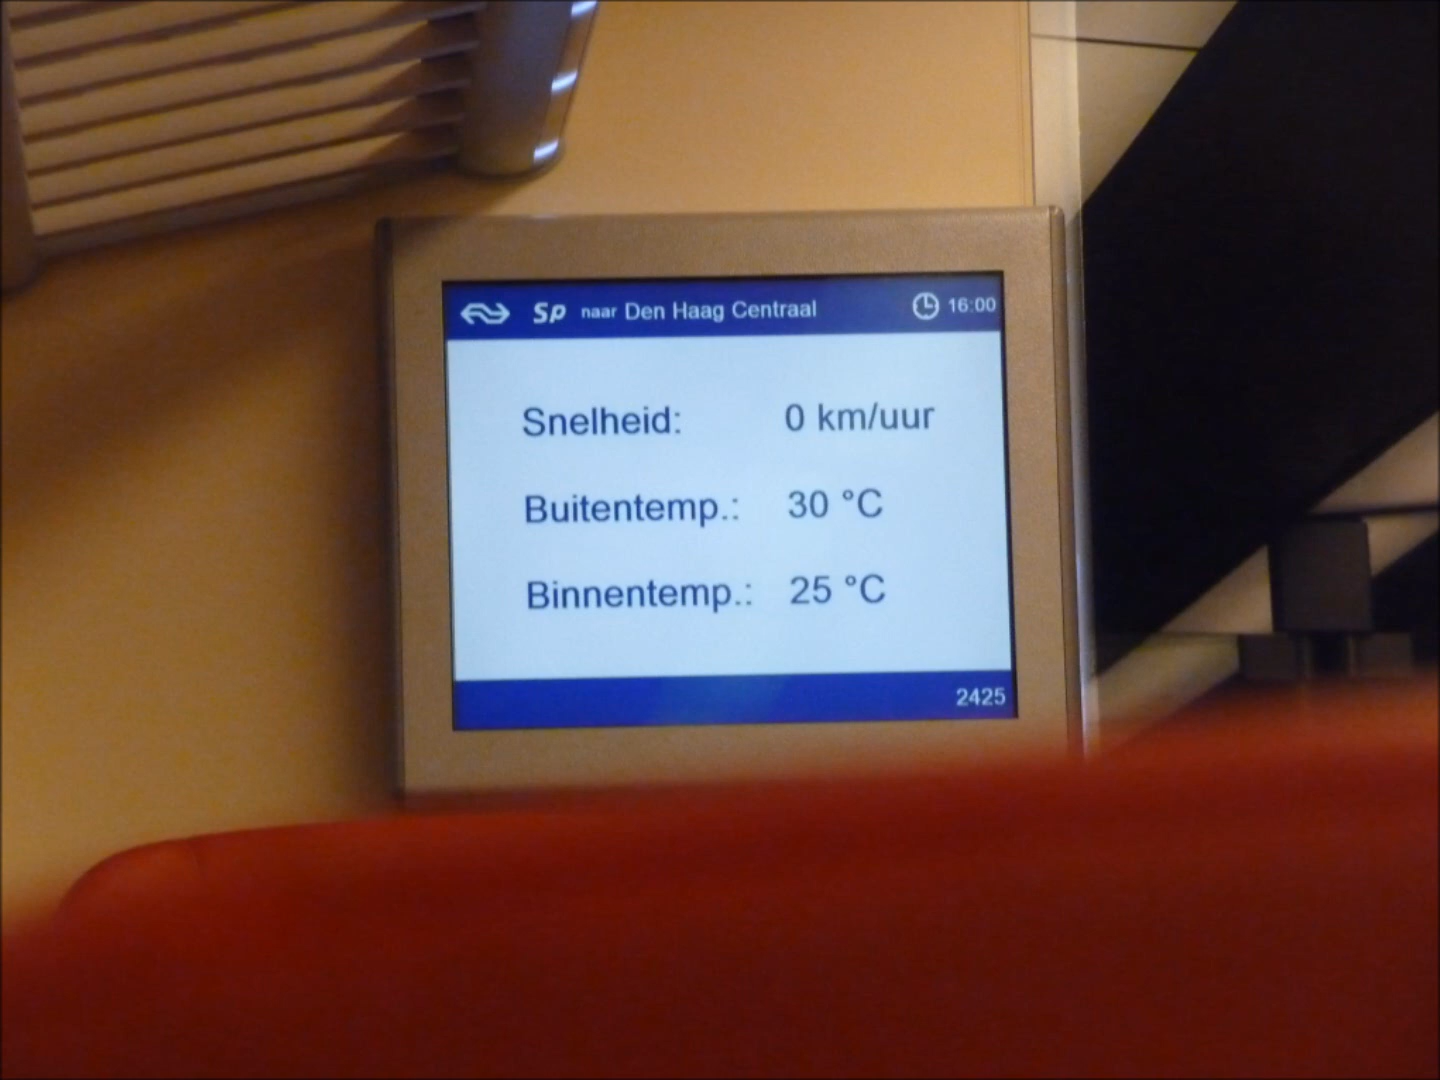 Sp naar Den Haag Centraal 16:00
Snelheid: 0 km/uur
Buitentemp.: 30 °C
Binnentemp.: 25 °C
2425